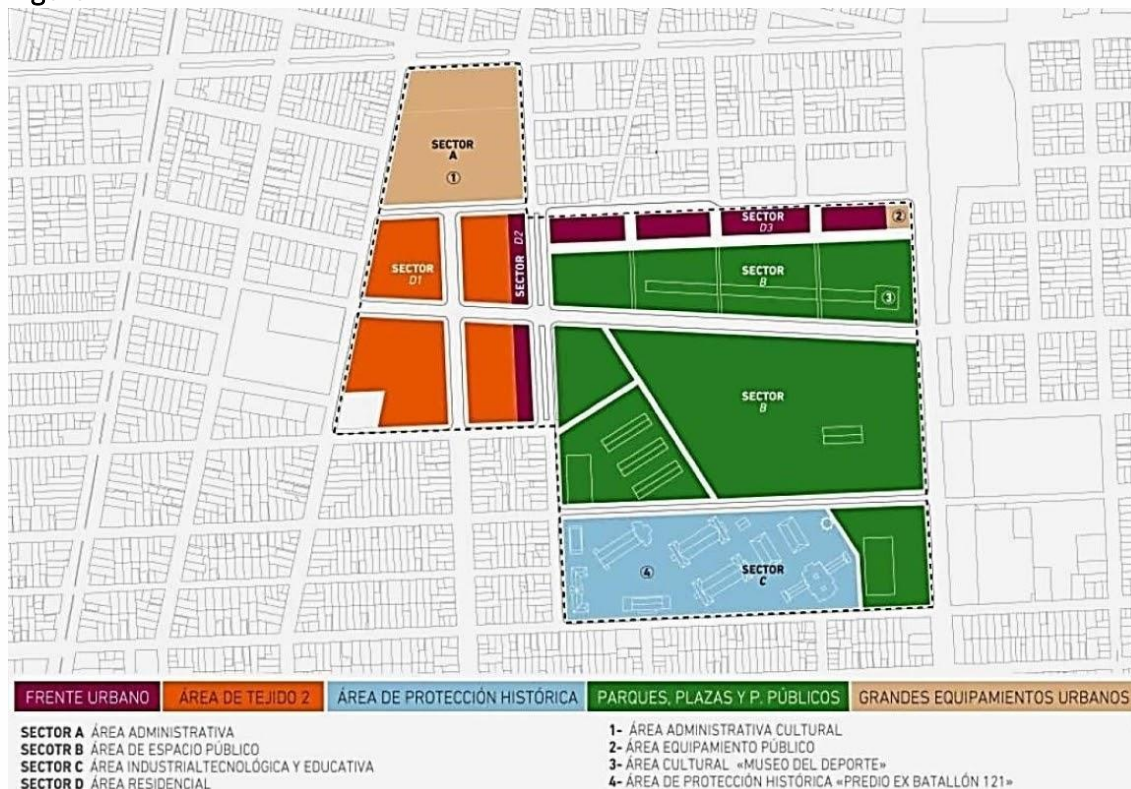 SECTOR
A
①
SECTOR
D3
②
SECTOR
D1
SECTOR D2
SECTOR
B
③
SECTOR
B
④
SECTOR
C
FRENTE URBANO
ÁREA DE TEJIDO 2
ÁREA DE PROTECCIÓN HISTÓRICA
PARQUES, PLAZAS Y P. PÚBLICOS
GRANDES EQUIPAMIENTOS URBANOS
SECTOR A ÁREA ADMINISTRATIVA
SECOTR B ÁREA DE ESPACIO PÚBLICO
SECTOR C ÁREA INDUSTRIALTECNOLÓGICA Y EDUCATIVA
SECTOR D ÁREA RESIDENCIAL
1- ÁREA ADMINISTRATIVA CULTURAL
2- ÁREA EQUIPAMIENTO PÚBLICO
3- ÁREA CULTURAL «MUSEO DEL DEPORTE»
4- ÁREA DE PROTECCIÓN HISTÓRICA «PREDIO EX BATALLÓN 121»